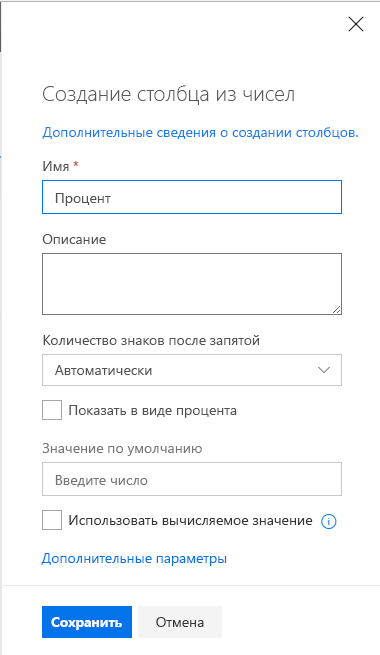 Создание столбца из чисел
Дополнительные сведения о создании столбцов.
Имя *
Процент
Описание
Количество знаков после запятой
Автоматически
Показать в виде процента
Значение по умолчанию
Введите число
Использовать вычисляемое значение
Дополнительные параметры
Сохранить Отмена